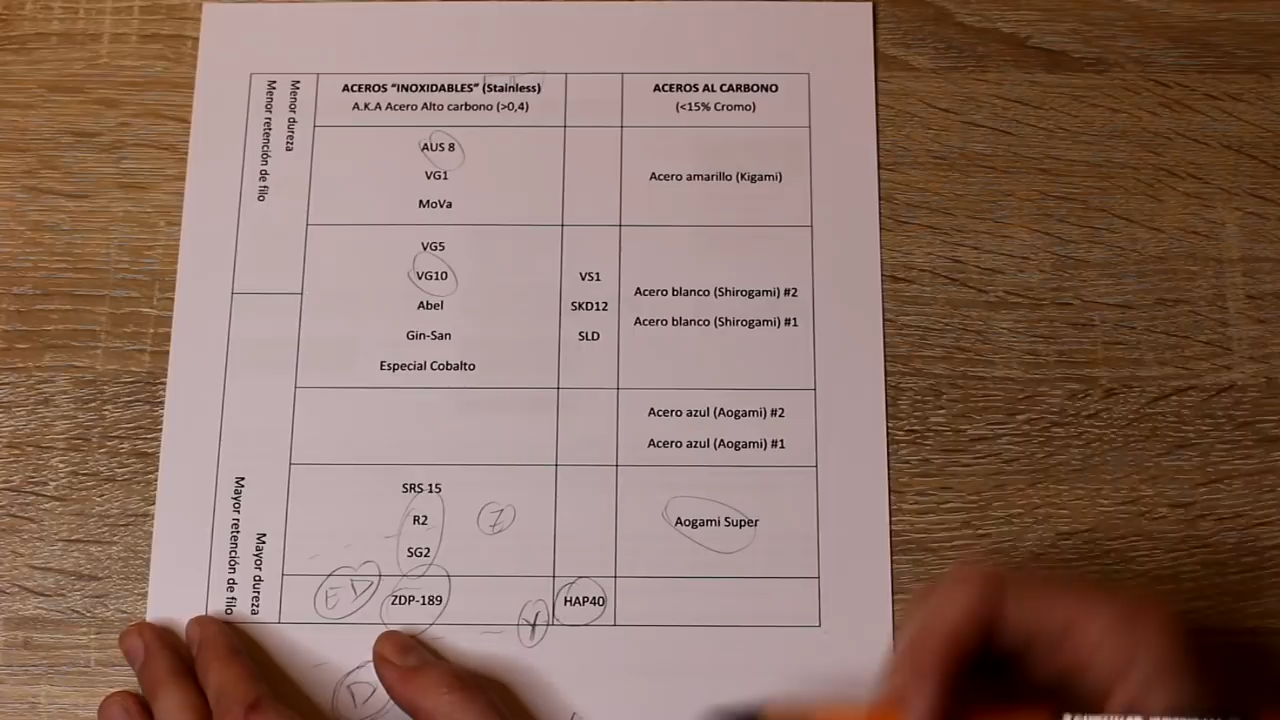 Menor dureza
Menor retención de filo
ACEROS “INOXIDABLES” (Stainless)
A.K.A Acero Alto carbono (>0,4)
ACEROS AL CARBONO
(<15% Cromo)
AUS 8
VG1
MoVa
Acero amarillo (Kigami)
VG5
VG10
Abel
Gin-San
Especial Cobalto
VS1
SKD12
SLD
Acero blanco (Shirogami) #2
Acero blanco (Shirogami) #1
Acero azul (Aogami) #2
Acero azul (Aogami) #1
Mayor dureza
Mayor retención de filo
SRS 15
R2
SG2
Z
Aogami Super
E D
ZDP-189
Y
HAP40
D